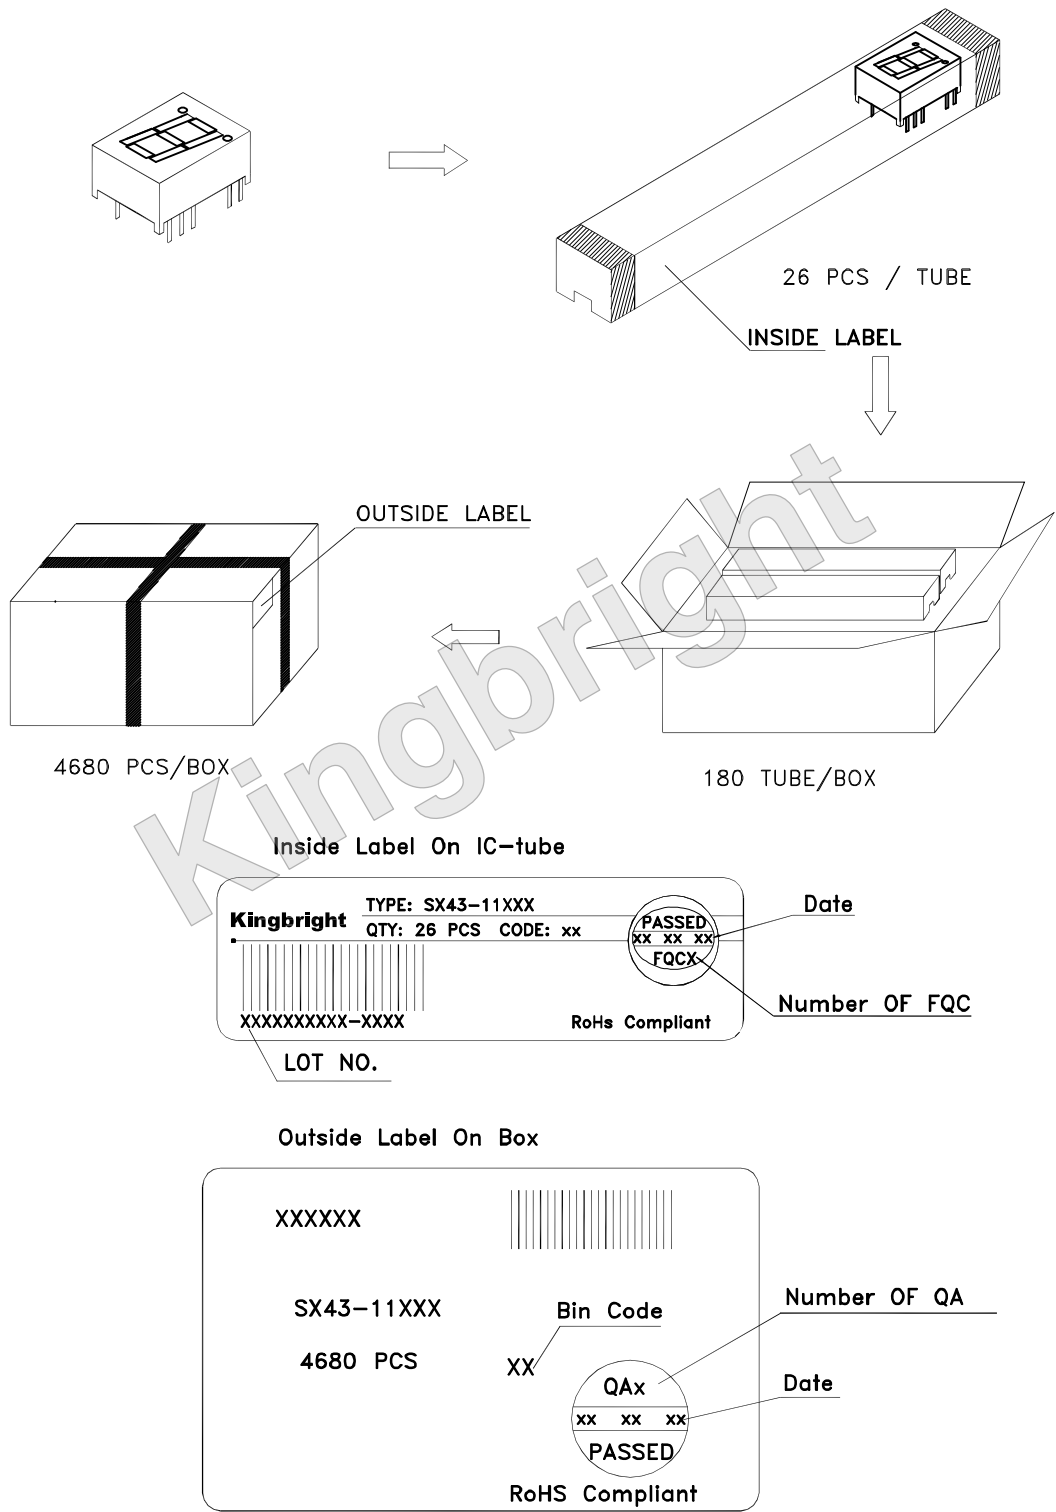 26 PCS / TUBE
INSIDE LABEL
OUTSIDE LABEL
4680 PCS/BOX
180 TUBE/BOX
Kingbright
Inside Label On IC-tube
Kingbright
TYPE: SX43-11XXX
QTY: 26 PCS CODE: xx
PASSED
xx xx xx
FQCX
Date
Number OF FQC
XXXXXXXXXX-XXXX
RoHs Compliant
LOT NO.
Outside Label On Box
XXXXXX
SX43-11XXX
4680 PCS
Bin Code
XX
Number OF QA
QAx
Date
xx xx xx
PASSED
RoHS Compliant